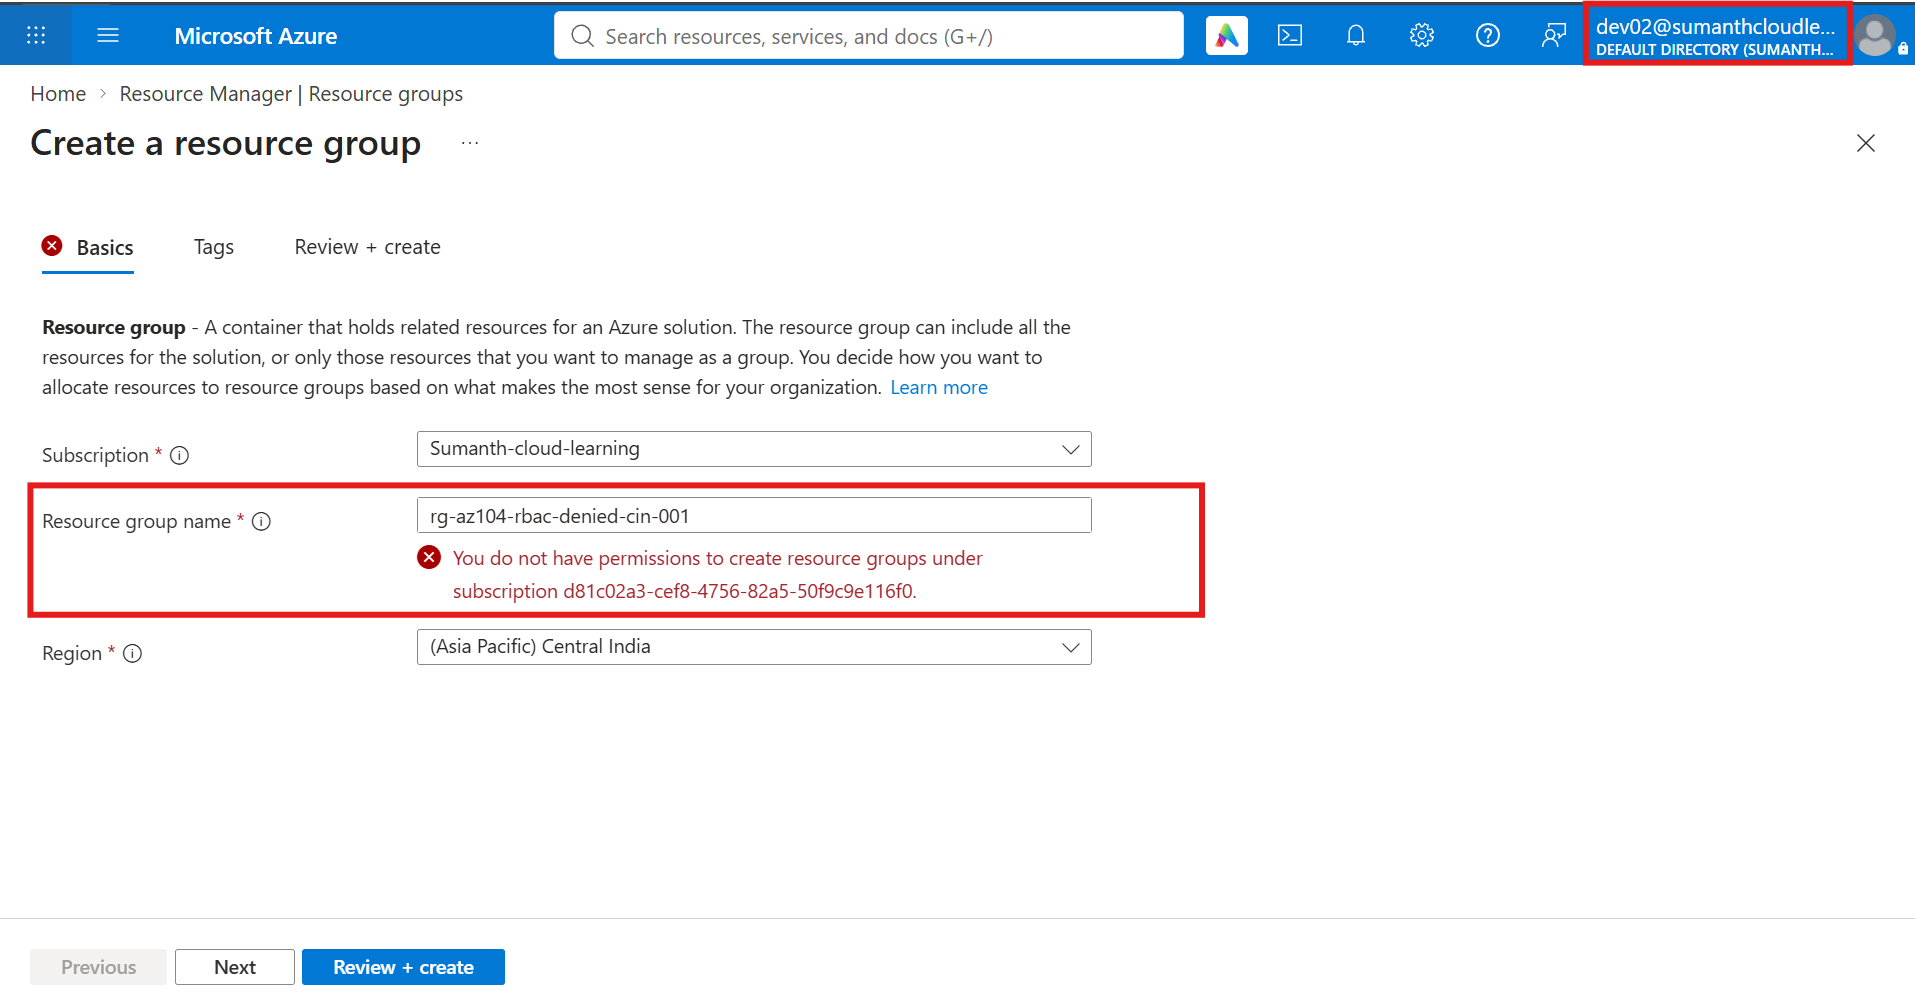 Microsoft Azure
Search resources, services, and docs (G+/)
dev02@sumanthcloudle...
DEFAULT DIRECTORY (SUMANTH...
Home > Resource Manager | Resource groups
Create a resource group ...
Basics
Tags
Review + create
Resource group - A container that holds related resources for an Azure solution. The resource group can include all the
resources for the solution, or only those resources that you want to manage as a group. You decide how you want to
allocate resources to resource groups based on what makes the most sense for your organization. Learn more
Subscription *
Sumanth-cloud-learning
Resource group name *
rg-az104-rbac-denied-cin-001
You do not have permissions to create resource groups under
subscription d81c02a3-cef8-4756-82a5-50f9c9e116f0.
Region *
(Asia Pacific) Central India
Previous
Next
Review + create